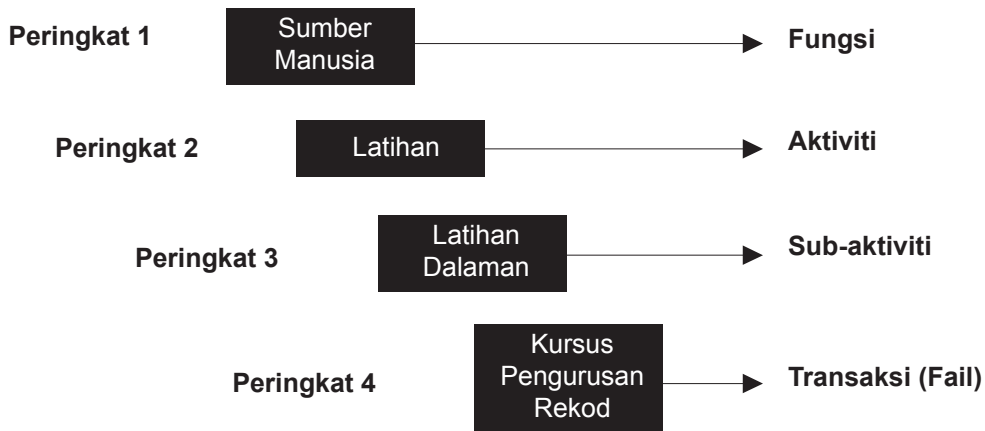 Peringkat 1
Sumber
Manusia
Fungsi
Peringkat 2
Latihan
Aktiviti
Peringkat 3
Latihan
Dalaman
Sub-aktiviti
Peringkat 4
Kursus
Pengurusan
Rekod
Transaksi (Fail)